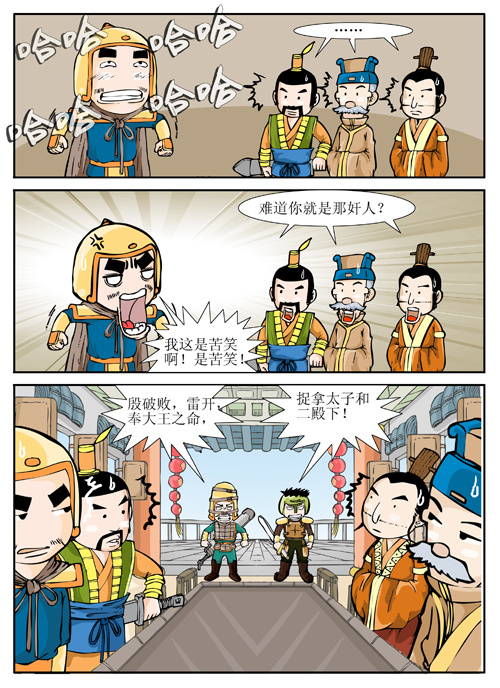 哈哈
哈哈
哈哈
哈哈
……
难道你就是那奸人？
我这是苦笑
啊！是苦笑！
殷破败，雷开，
奉大王之命，
捉拿太子和
二殿下！